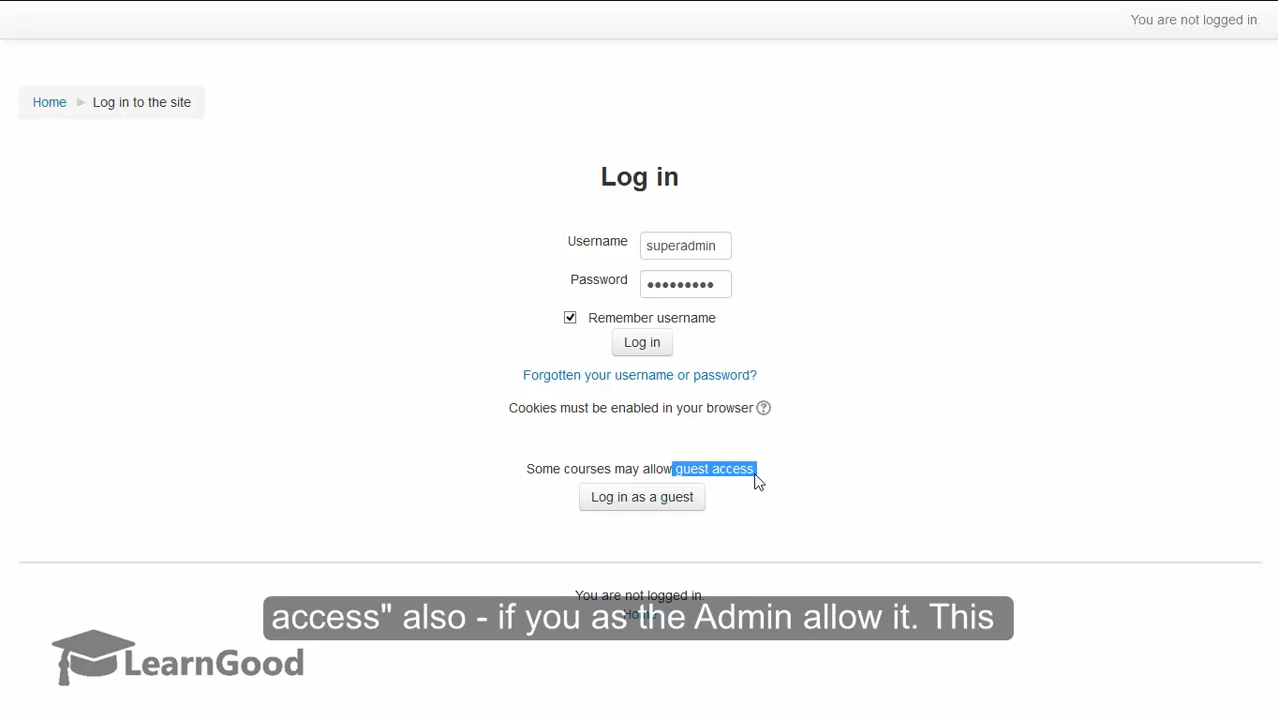 You are not logged in.
Home ► Log in to the site
Log in
Username superadmin
Password •••••••••
Remember username
Log in
Forgotten your username or password?
Cookies must be enabled in your browser ?
Some courses may allow guest access
Log in as a guest
You are not logged in.
Home
access" also - if you as the Admin allow it. This
LearnGood